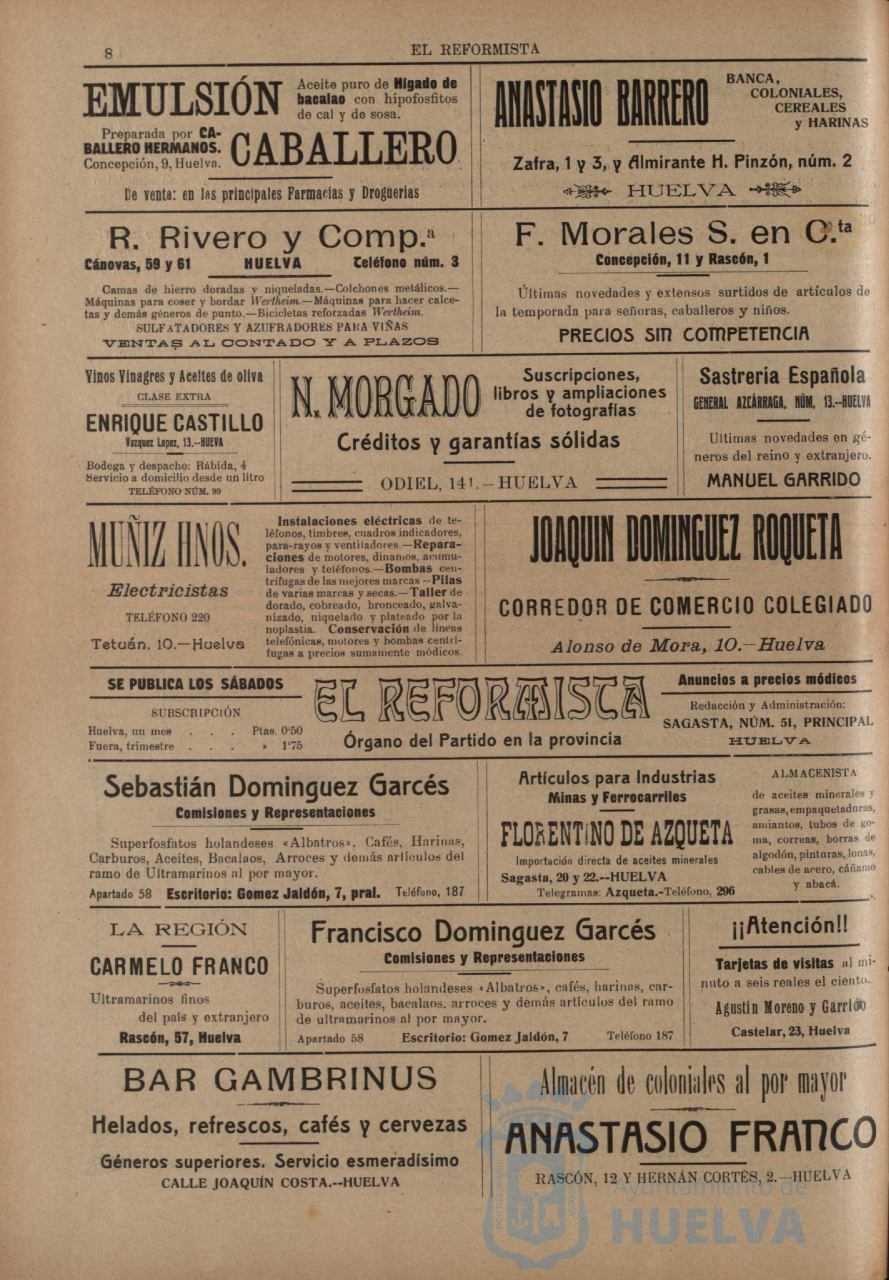 8
EL REFORMISTA
EMULSIÓN
Aceite puro de Hígado de
bacalao con hipofosfitos
de cal y de sosa.
Preparada por CA-
BALLERO HERMANOS.
Concepción, 9, Huelva.
CABALLERO
De venta: en las principales Farmacias y Droguerias
ANASTASIO BARRERO
BANCA,
COLONIALES,
CEREALES
y HARINAS
Zafra, 1 y 3, y Almirante H. Pinzón, núm. 2
HUELVA
R. Rivero y Comp.ª
Cánovas, 59 y 61 HUELVA Teléfono núm. 3
Camas de hierro doradas y niqueladas.—Colchones metálicos.—
Máquinas para coser y bordar Wertheim.—Máquinas para hacer calce-
tas y demás géneros de punto.—Bicicletas reforzadas Wertheim.
SULFATADORES Y AZUFRADORES PARA VIÑAS
VENTAS AL CONTADO Y A PLAZOS
F. Morales S. en C.ta
Concepción, 11 y Rascón, 1
Últimas novedades y extensos surtidos de artículos de
la temporada para señoras, caballeros y niños.
PRECIOS SIN COMPETENCIA
Vinos Vinagres y Aceites de oliva
CLASE EXTRA
ENRIQUE CASTILLO
Vazquez Lopez, 13.--HUEVA
Bodega y despacho: Rábida, 4
Servicio a domicilio desde un litro
TELÉFONO NÚM. 99
N. MORGADO
Suscripciones,
libros y ampliaciones
de fotografías
Créditos y garantías sólidas
ODIEL, 141.—HUELVA
Sastrería Española
GENERAL AZCÁRRAGA, NÚM, 13.--HUELVA
Ultimas novedades en gé-
neros del reino y extranjero.
MANUEL GARRIDO
MUÑIZ HNOS.
Electricistas
TELÉFONO 220
Tetuán, 10.—Huelva
Instalaciones eléctricas de te-
léfonos, timbres, cuadros indicadores,
para-rayos y ventiladores.—Repara-
ciones de motores, dinamos, acumu-
ladores y teléfonos.—Bombas cen-
trífugas de las mejores marcas—Pilas
de varias marcas y secas.—Taller de
dorado, cobreado, bronceado, galva-
nizado, niquelado y plateado por la
noplastia. Conservación de líneas
telefónicas, motores y bombas centrí-
fugas a precios sumamente módicos.
JOAQUIN DOMINGUEZ ROQUETA
CORREDOR DE COMERCIO COLEGIADO
Alonso de Mora, 10.—Huelva
SE PUBLICA LOS SÁBADOS
SUBSCRIPCIÓN
Huelva, un mes . . . Ptas. 0'50
Fuera, trimestre . . . » 1'75
EL REFORMISTA
Órgano del Partido en la provincia
Anuncios a precios módicos
Redacción y Administración:
SAGASTA, NÚM. 51, PRINCIPAL
HUELVA
Sebastián Dominguez Garcés
Comisiones y Representaciones
Superfosfatos holandeses «Albatros». Cafés, Harinas,
Carburos, Aceites, Bacalaos, Arroces y demás artículos del
ramo de Ultramarinos al por mayor.
Apartado 58 Escritorio: Gomez Jaldón, 7, pral. Teléfono, 187
Artículos para Industrias
Minas y Ferrocarriles
FLORENTINO DE AZQUETA
Importación directa de aceites minerales
Sagasta, 20 y 22.--HUELVA
Telegramas: Azqueta.-Teléfono, 296
ALMACENISTA
de aceites minerales y
grasas, empaquetaduras,
amiantos, tubos de go-
ma, correas, borras de
algodón, pinturas, lonas,
cables de acero, cáñamo
y abacá.
LA REGIÓN
CARMELO FRANCO
Ultramarinos finos
del país y extranjero
Rascón, 57, Huelva
Francisco Dominguez Garcés
Comisiones y Representaciones
Superfosfatos holandeses «Albatros», cafés, harinas, car-
buros, aceites, bacalaos. arroces y demás artículos del ramo
de ultramarinos al por mayor.
Apartado 58 Escritorio: Gomez Jaldón, 7 Teléfono 187
¡¡Atención!!
Tarjetas de visitas al mi-
nuto a seis reales el ciento.
Agustin Moreno y Garrido
Castelar, 23, Huelva
BAR GAMBRINUS
Helados, refrescos, cafés y cervezas
Géneros superiores. Servicio esmeradísimo
CALLE JOAQUÍN COSTA.--HUELVA
Almacén de coloniales al por mayor
ANASTASIO FRANCO
RASCÓN, 12 Y HERNÁN CORTÉS, 2.—HUELVA
Ayuntamiento de
HUELVA